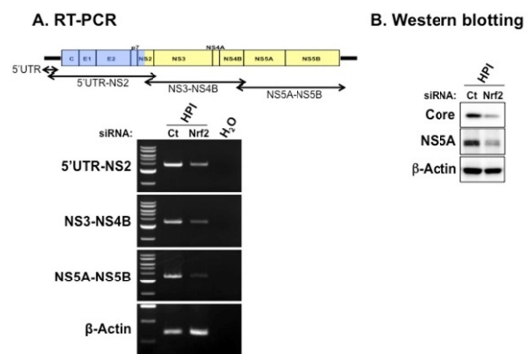 A. RT-PCR
B. Western blotting
p7
NS4A
C E1 E2 NS2 NS3 NS4B NS5A NS5B
5'UTR
5'UTR-NS2
NS3-NS4B
NS5A-NS5B
HPI
siRNA: Ct Nrf2 H2O
5'UTR-NS2
NS3-NS4B
NS5A-NS5B
β-Actin
HPI
siRNA: Ct Nrf2
Core
NS5A
β-Actin